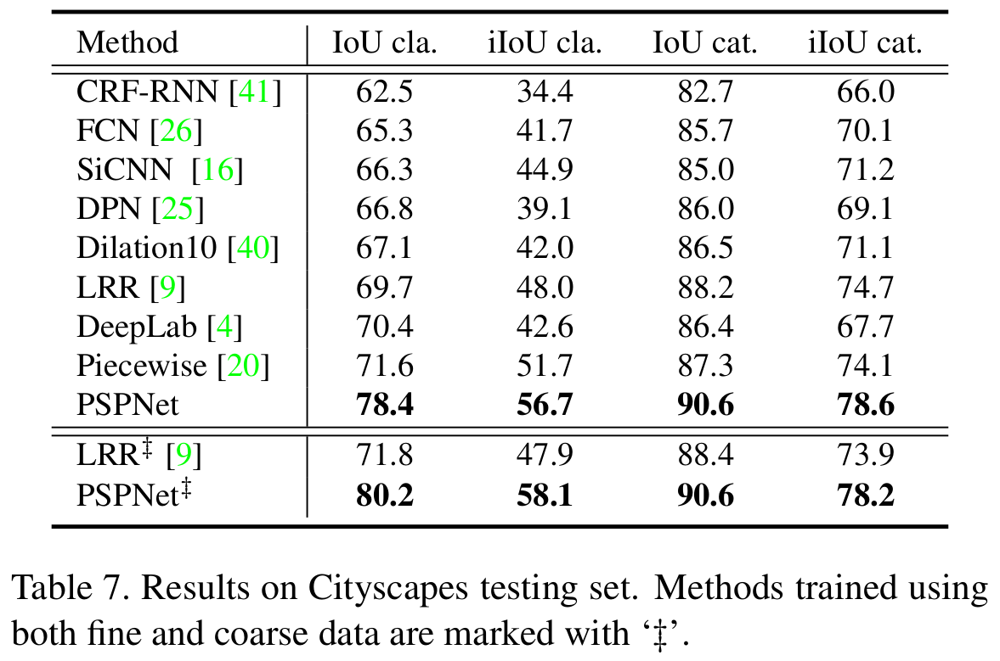 Method IoU cla. iIoU cla. IoU cat. iIoU cat.
CRF-RNN [41] 62.5 34.4 82.7 66.0
FCN [26] 65.3 41.7 85.7 70.1
SiCNN [16] 66.3 44.9 85.0 71.2
DPN [25] 66.8 39.1 86.0 69.1
Dilation10 [40] 67.1 42.0 86.5 71.1
LRR [9] 69.7 48.0 88.2 74.7
DeepLab [4] 70.4 42.6 86.4 67.7
Piecewise [20] 71.6 51.7 87.3 74.1
PSPNet 78.4 56.7 90.6 78.6
LRR‡ [9] 71.8 47.9 88.4 73.9
PSPNet‡ 80.2 58.1 90.6 78.2
Table 7. Results on Cityscapes testing set. Methods trained using
both fine and coarse data are marked with ‘‡’.